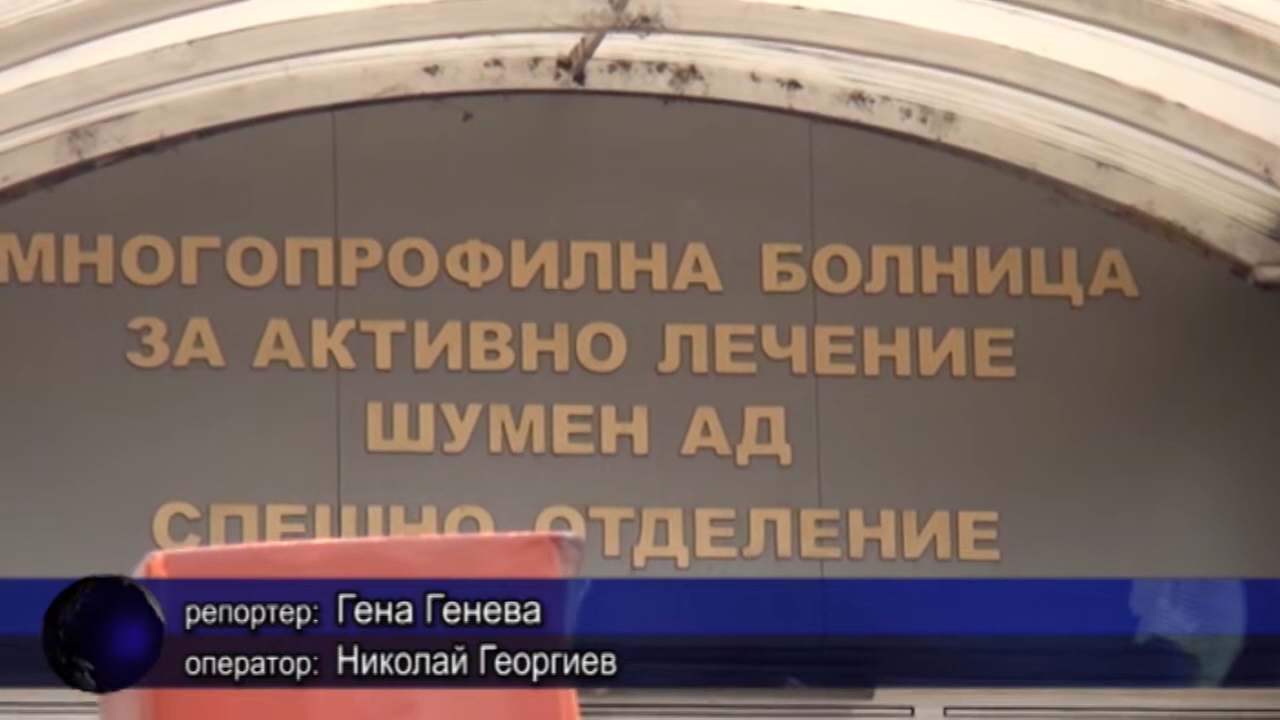 МНОГОПРОФИЛНА БОЛНИЦА
ЗА АКТИВНО ЛЕЧЕНИЕ
ШУМЕН АД
СПЕШНО ОТДЕЛЕНИЕ
репортер: Гена Генева
оператор: Николай Георгиев